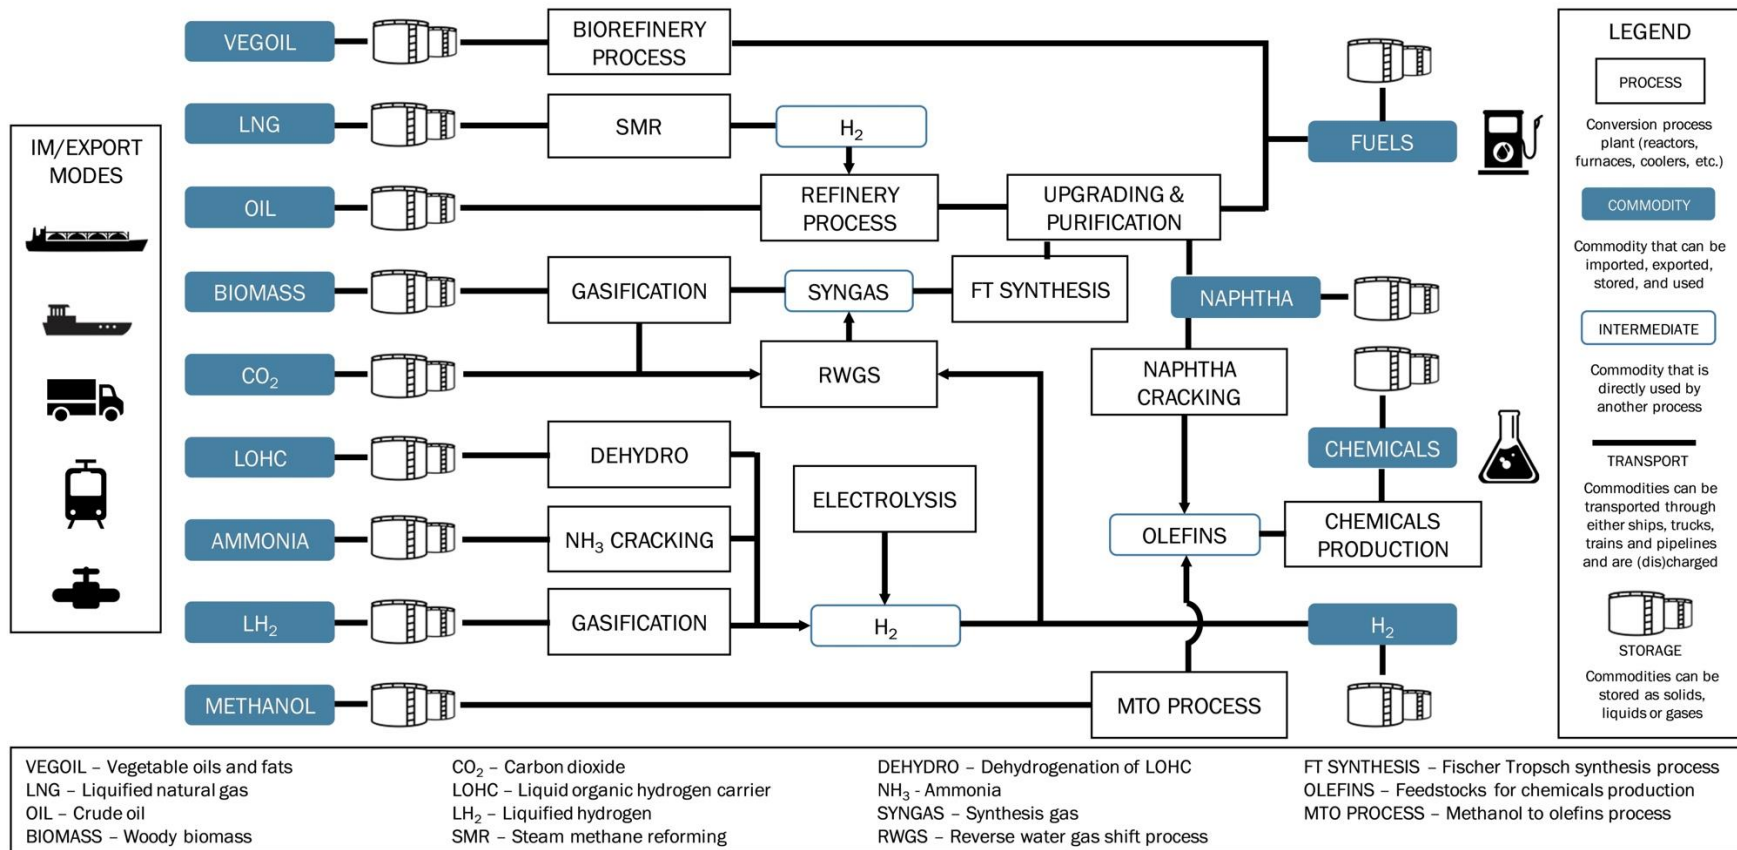 IM/EXPORT
MODES
VEGOIL
BIOREFINERY
PROCESS
LNG
SMR
H₂
FUELS
OIL
REFINERY
PROCESS
UPGRADING &
PURIFICATION
BIOMASS
GASIFICATION
SYNGAS
FT SYNTHESIS
NAPHTHA
CO₂
RWGS
NAPHTHA
CRACKING
LOHC
DEHYDRO
CHEMICALS
ELECTROLYSIS
AMMONIA
NH₃ CRACKING
OLEFINS
CHEMICALS
PRODUCTION
LH₂
GASIFICATION
H₂
H₂
METHANOL
MTO PROCESS
LEGEND
PROCESS
Conversion process
plant (reactors,
furnaces, coolers, etc.)
COMMODITY
Commodity that can be
imported, exported,
stored, and used
INTERMEDIATE
Commodity that is
directly used by
another process
TRANSPORT
Commodities can be
transported through
either ships, trucks,
trains and pipelines
and are (dis)charged
STORAGE
Commodities can be
stored as solids,
liquids or gases
VEGOIL – Vegetable oils and fats
LNG – Liquified natural gas
OIL – Crude oil
BIOMASS – Woody biomass
CO₂ – Carbon dioxide
LOHC – Liquid organic hydrogen carrier
LH₂ – Liquified hydrogen
SMR – Steam methane reforming
DEHYDRO – Dehydrogenation of LOHC
NH₃ - Ammonia
SYNGAS – Synthesis gas
RWGS – Reverse water gas shift process
FT SYNTHESIS – Fischer Tropsch synthesis process
OLEFINS – Feedstocks for chemicals production
MTO PROCESS – Methanol to olefins process